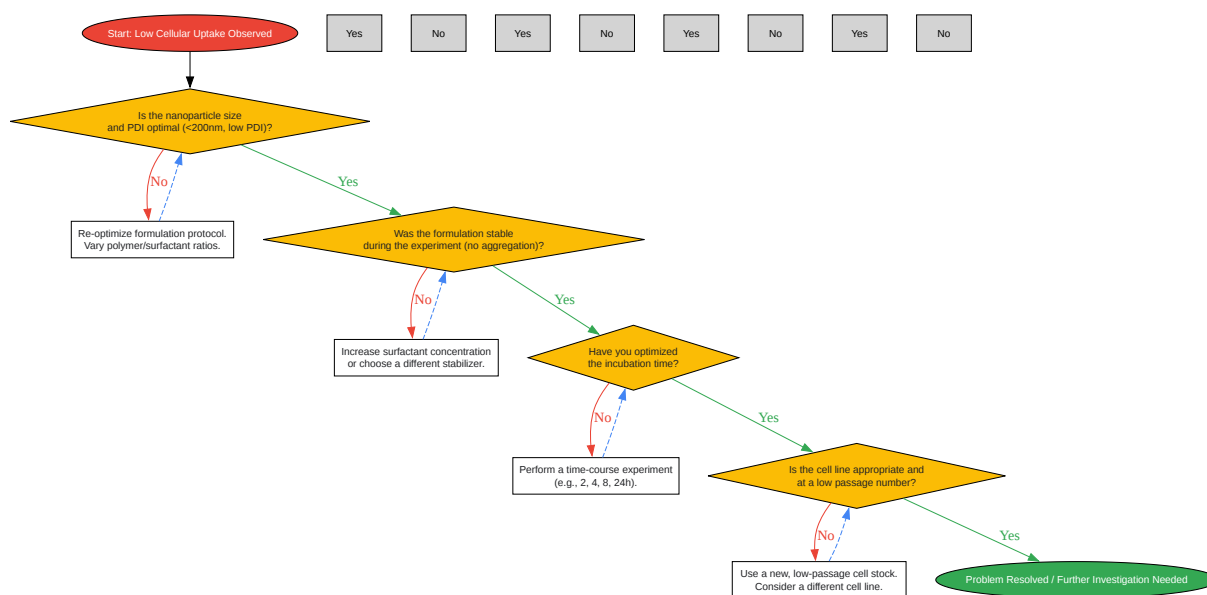 Start: Low Cellular Uptake Observed
Yes
No
Yes
No
Yes
No
Yes
No
Is the nanoparticle size
and PDI optimal (<200nm, low PDI)?
No
Yes
Re-optimize formulation protocol.
Vary polymer/surfactant ratios.
Was the formulation stable
during the experiment (no aggregation)?
No
Yes
Increase surfactant concentration
or choose a different stabilizer.
Have you optimized
the incubation time?
No
Yes
Perform a time-course experiment
(e.g., 2, 4, 8, 24h).
Is the cell line appropriate and
at a low passage number?
No
Yes
Use a new, low-passage cell stock.
Consider a different cell line.
Problem Resolved / Further Investigation Needed